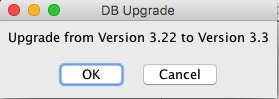 DB Upgrade
Upgrade from Version 3.22 to Version 3.3
OK
Cancel